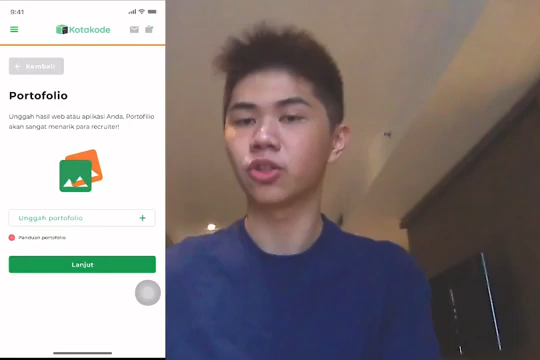 9:41
Kotakode
Kembali
Portofolio
Unggah hasil web atau aplikasi Anda, Portofilio
akan sangat menarik para recruiter!
Unggah portofolio
Panduan portofolio
Lanjut